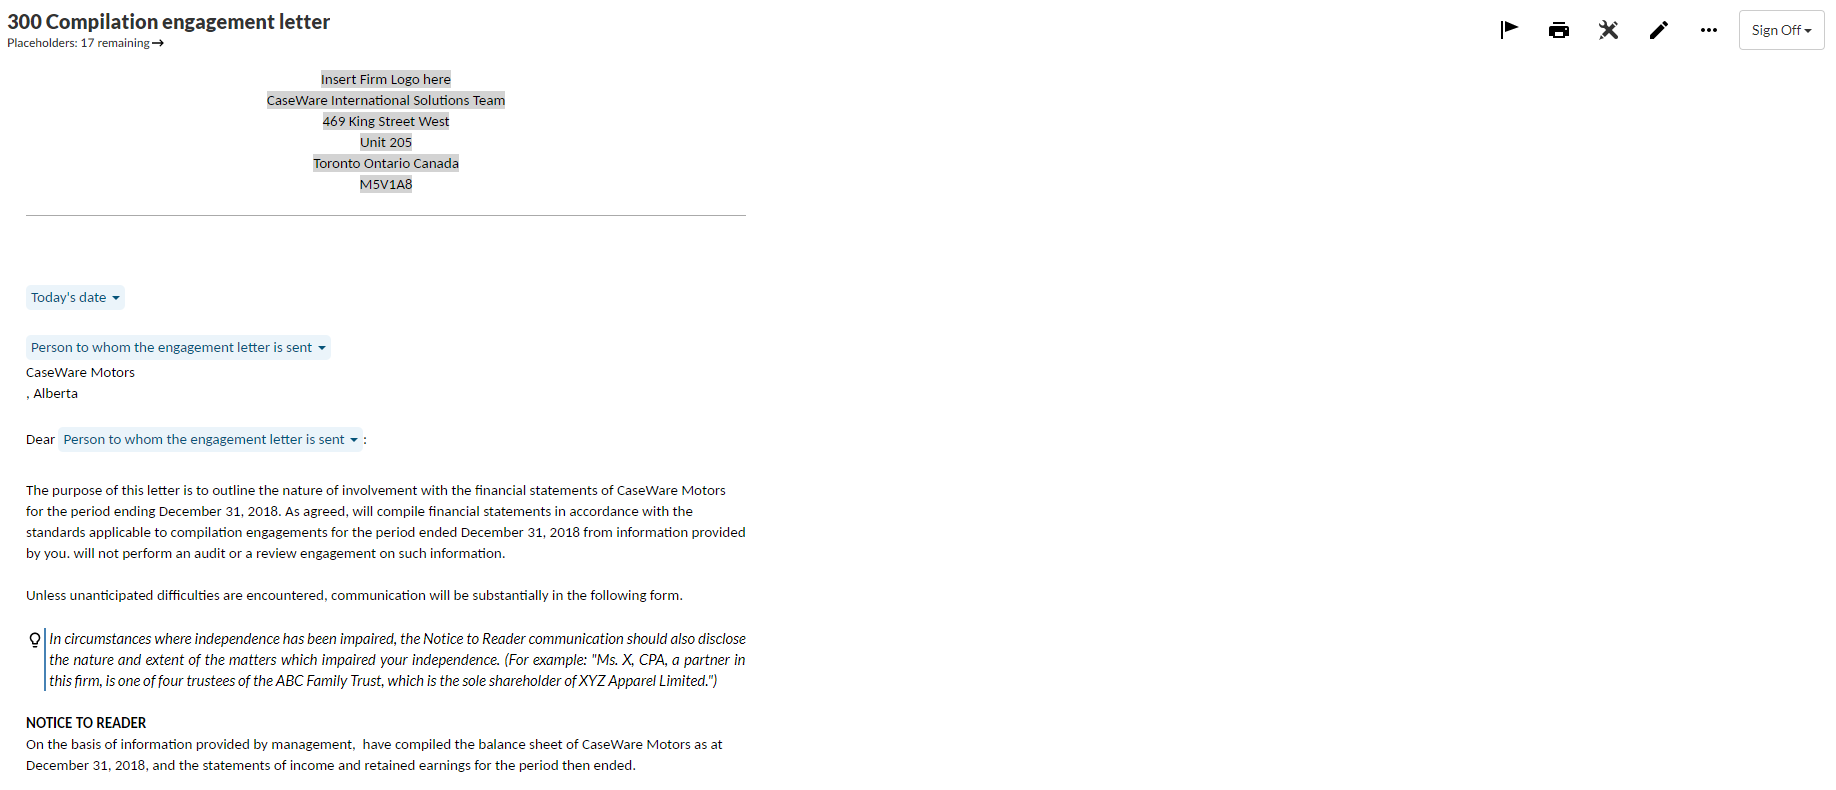 300 Compilation engagement letter
Placeholders: 17 remaining→
Sign Off
Insert Firm Logo here
CaseWare International Solutions Team
469 King Street West
Unit 205
Toronto Ontario Canada
M5V1A8
Today's date
Person to whom the engagement letter is sent
CaseWare Motors
, Alberta
Dear Person to whom the engagement letter is sent :
The purpose of this letter is to outline the nature of involvement with the financial statements of CaseWare Motors
for the period ending December 31, 2018. As agreed, will compile financial statements in accordance with the
standards applicable to compilation engagements for the period ended December 31, 2018 from information provided
by you. will not perform an audit or a review engagement on such information.
Unless unanticipated difficulties are encountered, communication will be substantially in the following form.
In circumstances where independence has been impaired, the Notice to Reader communication should also disclose
the nature and extent of the matters which impaired your independence. (For example: "Ms. X, CPA, a partner in
this firm, is one of four trustees of the ABC Family Trust, which is the sole shareholder of XYZ Apparel Limited.")
NOTICE TO READER
On the basis of information provided by management,  have compiled the balance sheet of CaseWare Motors as at
December 31, 2018, and the statements of income and retained earnings for the period then ended.